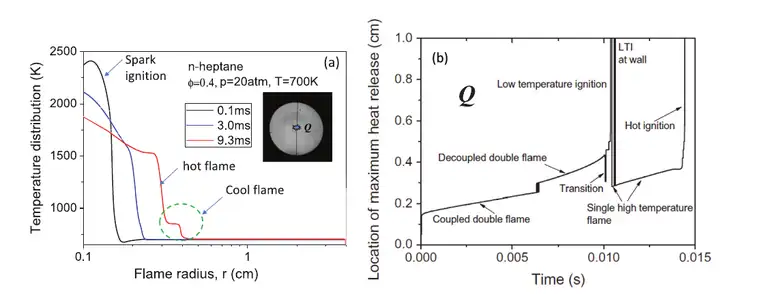 (a)
Spark
ignition
n-heptane
ϕ=0.4, p=20atm, T=700K
0.1ms
3.0ms
9.3ms
Q
hot flame
Cool flame
2500
2000
1500
1000
0.1
1
Temperature distribution (K)
Flame radius, r (cm)
(b)
Q
LTI
at wall
Low temperature ignition
Hot ignition
Decoupled double flame
Transition
Coupled double flame
Single high temperature
flame
1.0
0.8
0.6
0.4
0.2
0.0
0.000
0.005
0.010
0.015
Location of maximum heat release (cm)
Time (s)